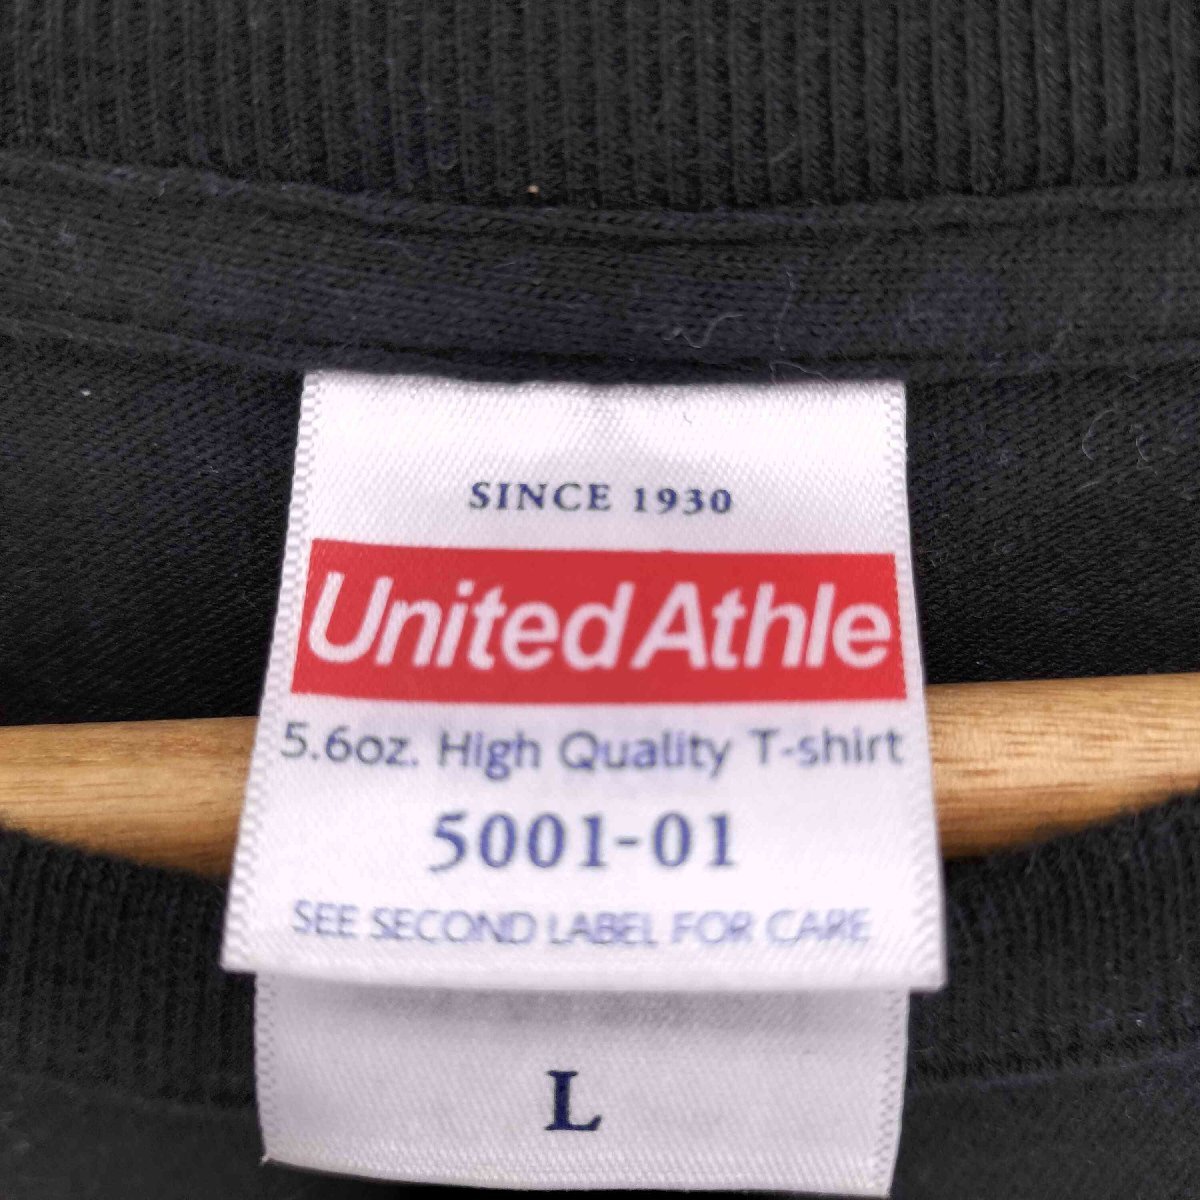 SINCE 1930
United Athle
5.6oz. High Quality T-shirt
5001-01
SEE SECOND LABEL FOR CARE
L